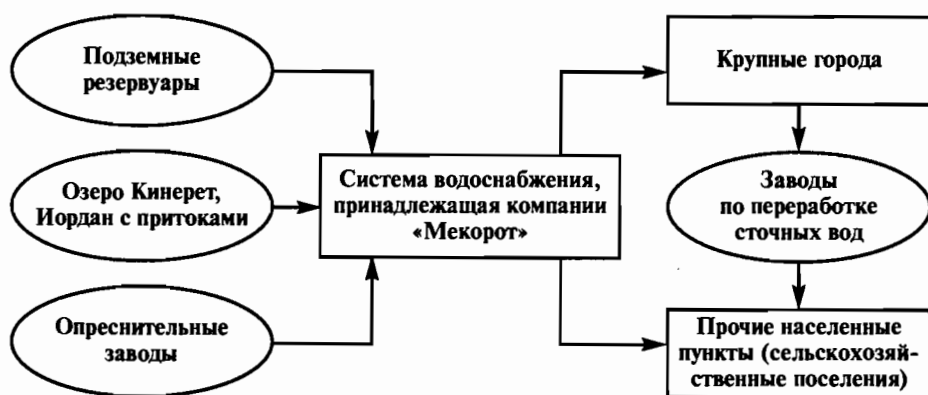 Подземные
резервуары
Озеро Кинерет,
Иордан с притоками
Опреснительные
заводы
Система водоснабжения,
принадлежащая компании
«Мекорот»
Крупные города
Заводы
по переработке
сточных вод
Прочие населенные
пункты (сельскохозяй-
ственные поселения)